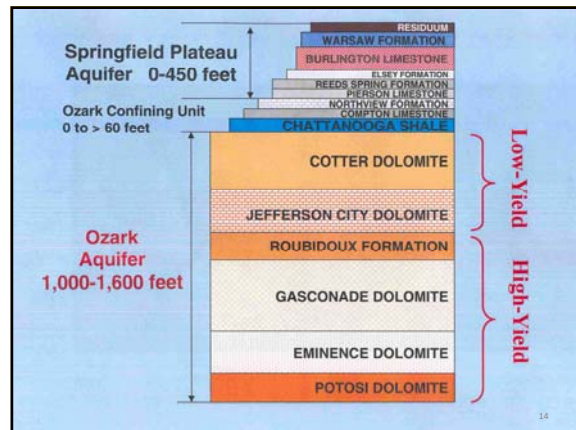 RESIDUUM
WARSAW FORMATION
BURLINGTON LIMESTONE
ELSEY FORMATION
REEDS SPRING FORMATION
PIERSON LIMESTONE
NORTHVIEW FORMATION
COMPTON LIMESTONE
CHATTANOOGA SHALE
COTTER DOLOMITE
JEFFERSON CITY DOLOMITE
ROUBIDOUX FORMATION
GASCONADE DOLOMITE
EMINENCE DOLOMITE
POTOSI DOLOMITE
Springfield Plateau
Aquifer 0-450 feet
Ozark Confining Unit
0 to > 60 feet
Ozark
Aquifer
1,000-1,600 feet
Low-Yield
High-Yield
14